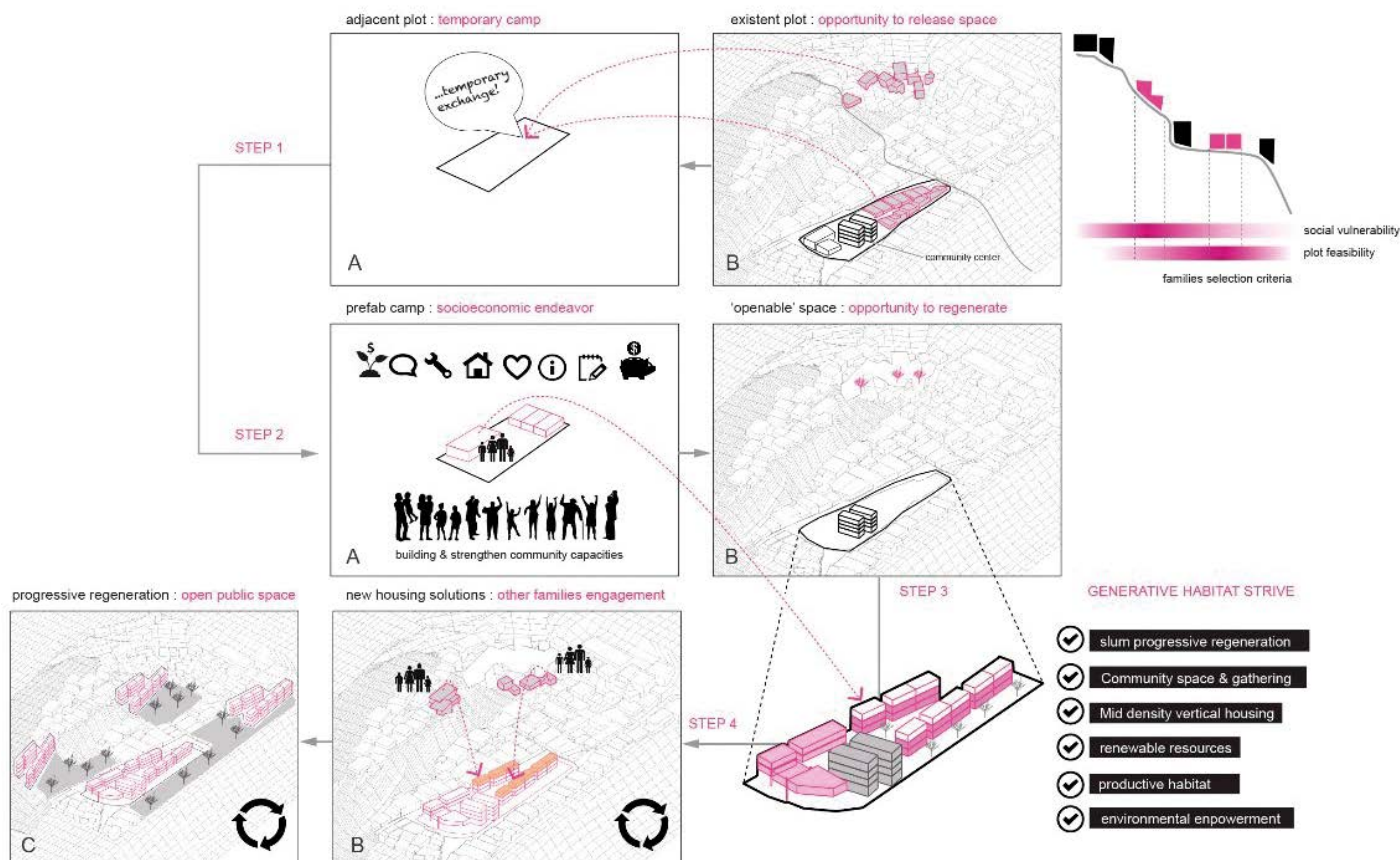 adjacent plot : temporary camp
existent plot : opportunity to release space
...temporary
exchange!
STEP 1
A
B
community center
social vulnerability
plot feasibility
families selection criteria
prefab camp : socioeconomic endeavor
'openable' space : opportunity to regenerate
$
$
i
STEP 2
building & strengthen community capacities
A
B
progressive regeneration : open public space
new housing solutions : other families engagement
STEP 3
GENERATIVE HABITAT STRIVE
slum progressive regeneration
Community space & gathering
Mid density vertical housing
renewable resources
productive habitat
environmental enpowerment
STEP 4
C
B